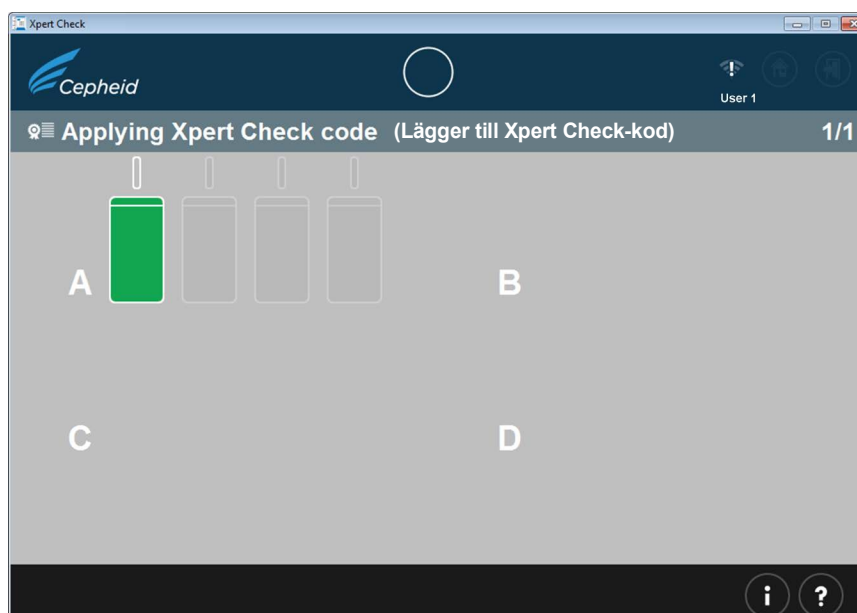 Xpert Check
Cepheid
User 1
Applying Xpert Check code (Lägger till Xpert Check-kod) 1/1
A
B
C
D
i ?